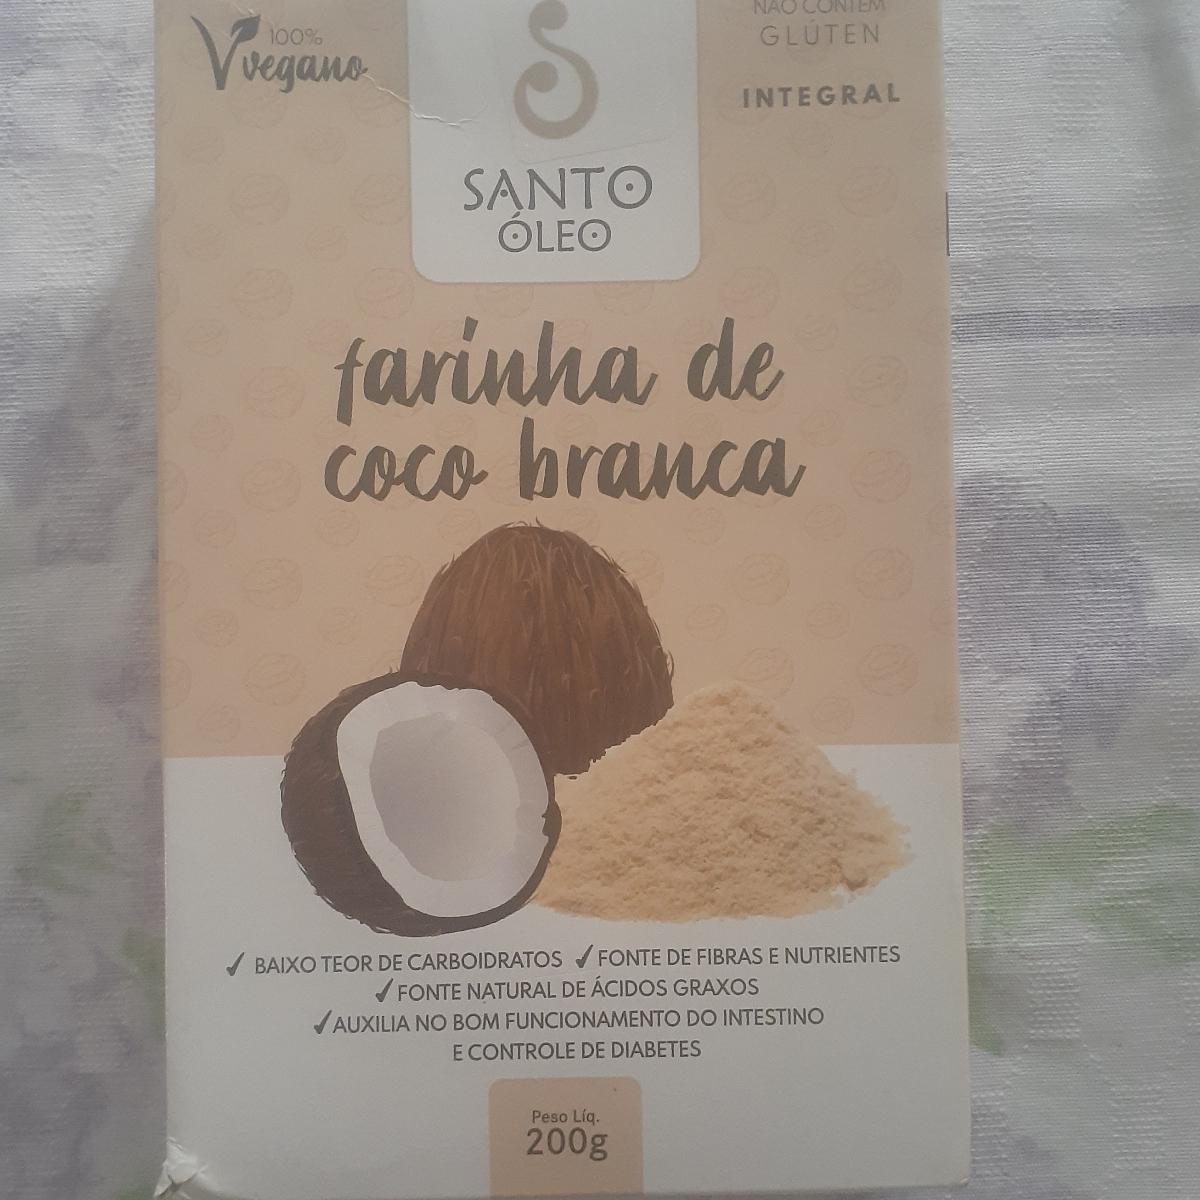 100%
vegano
NÃO CONTÉM
GLÚTEN
INTEGRAL
SANTO
ÓLEO
farinha de
coco branca
✓ BAIXO TEOR DE CARBOIDRATOS ✓ FONTE DE FIBRAS E NUTRIENTES
✓ FONTE NATURAL DE ÁCIDOS GRAXOS
✓ AUXILIA NO BOM FUNCIONAMENTO DO INTESTINO
E CONTROLE DE DIABETES
Peso Líq.
200g